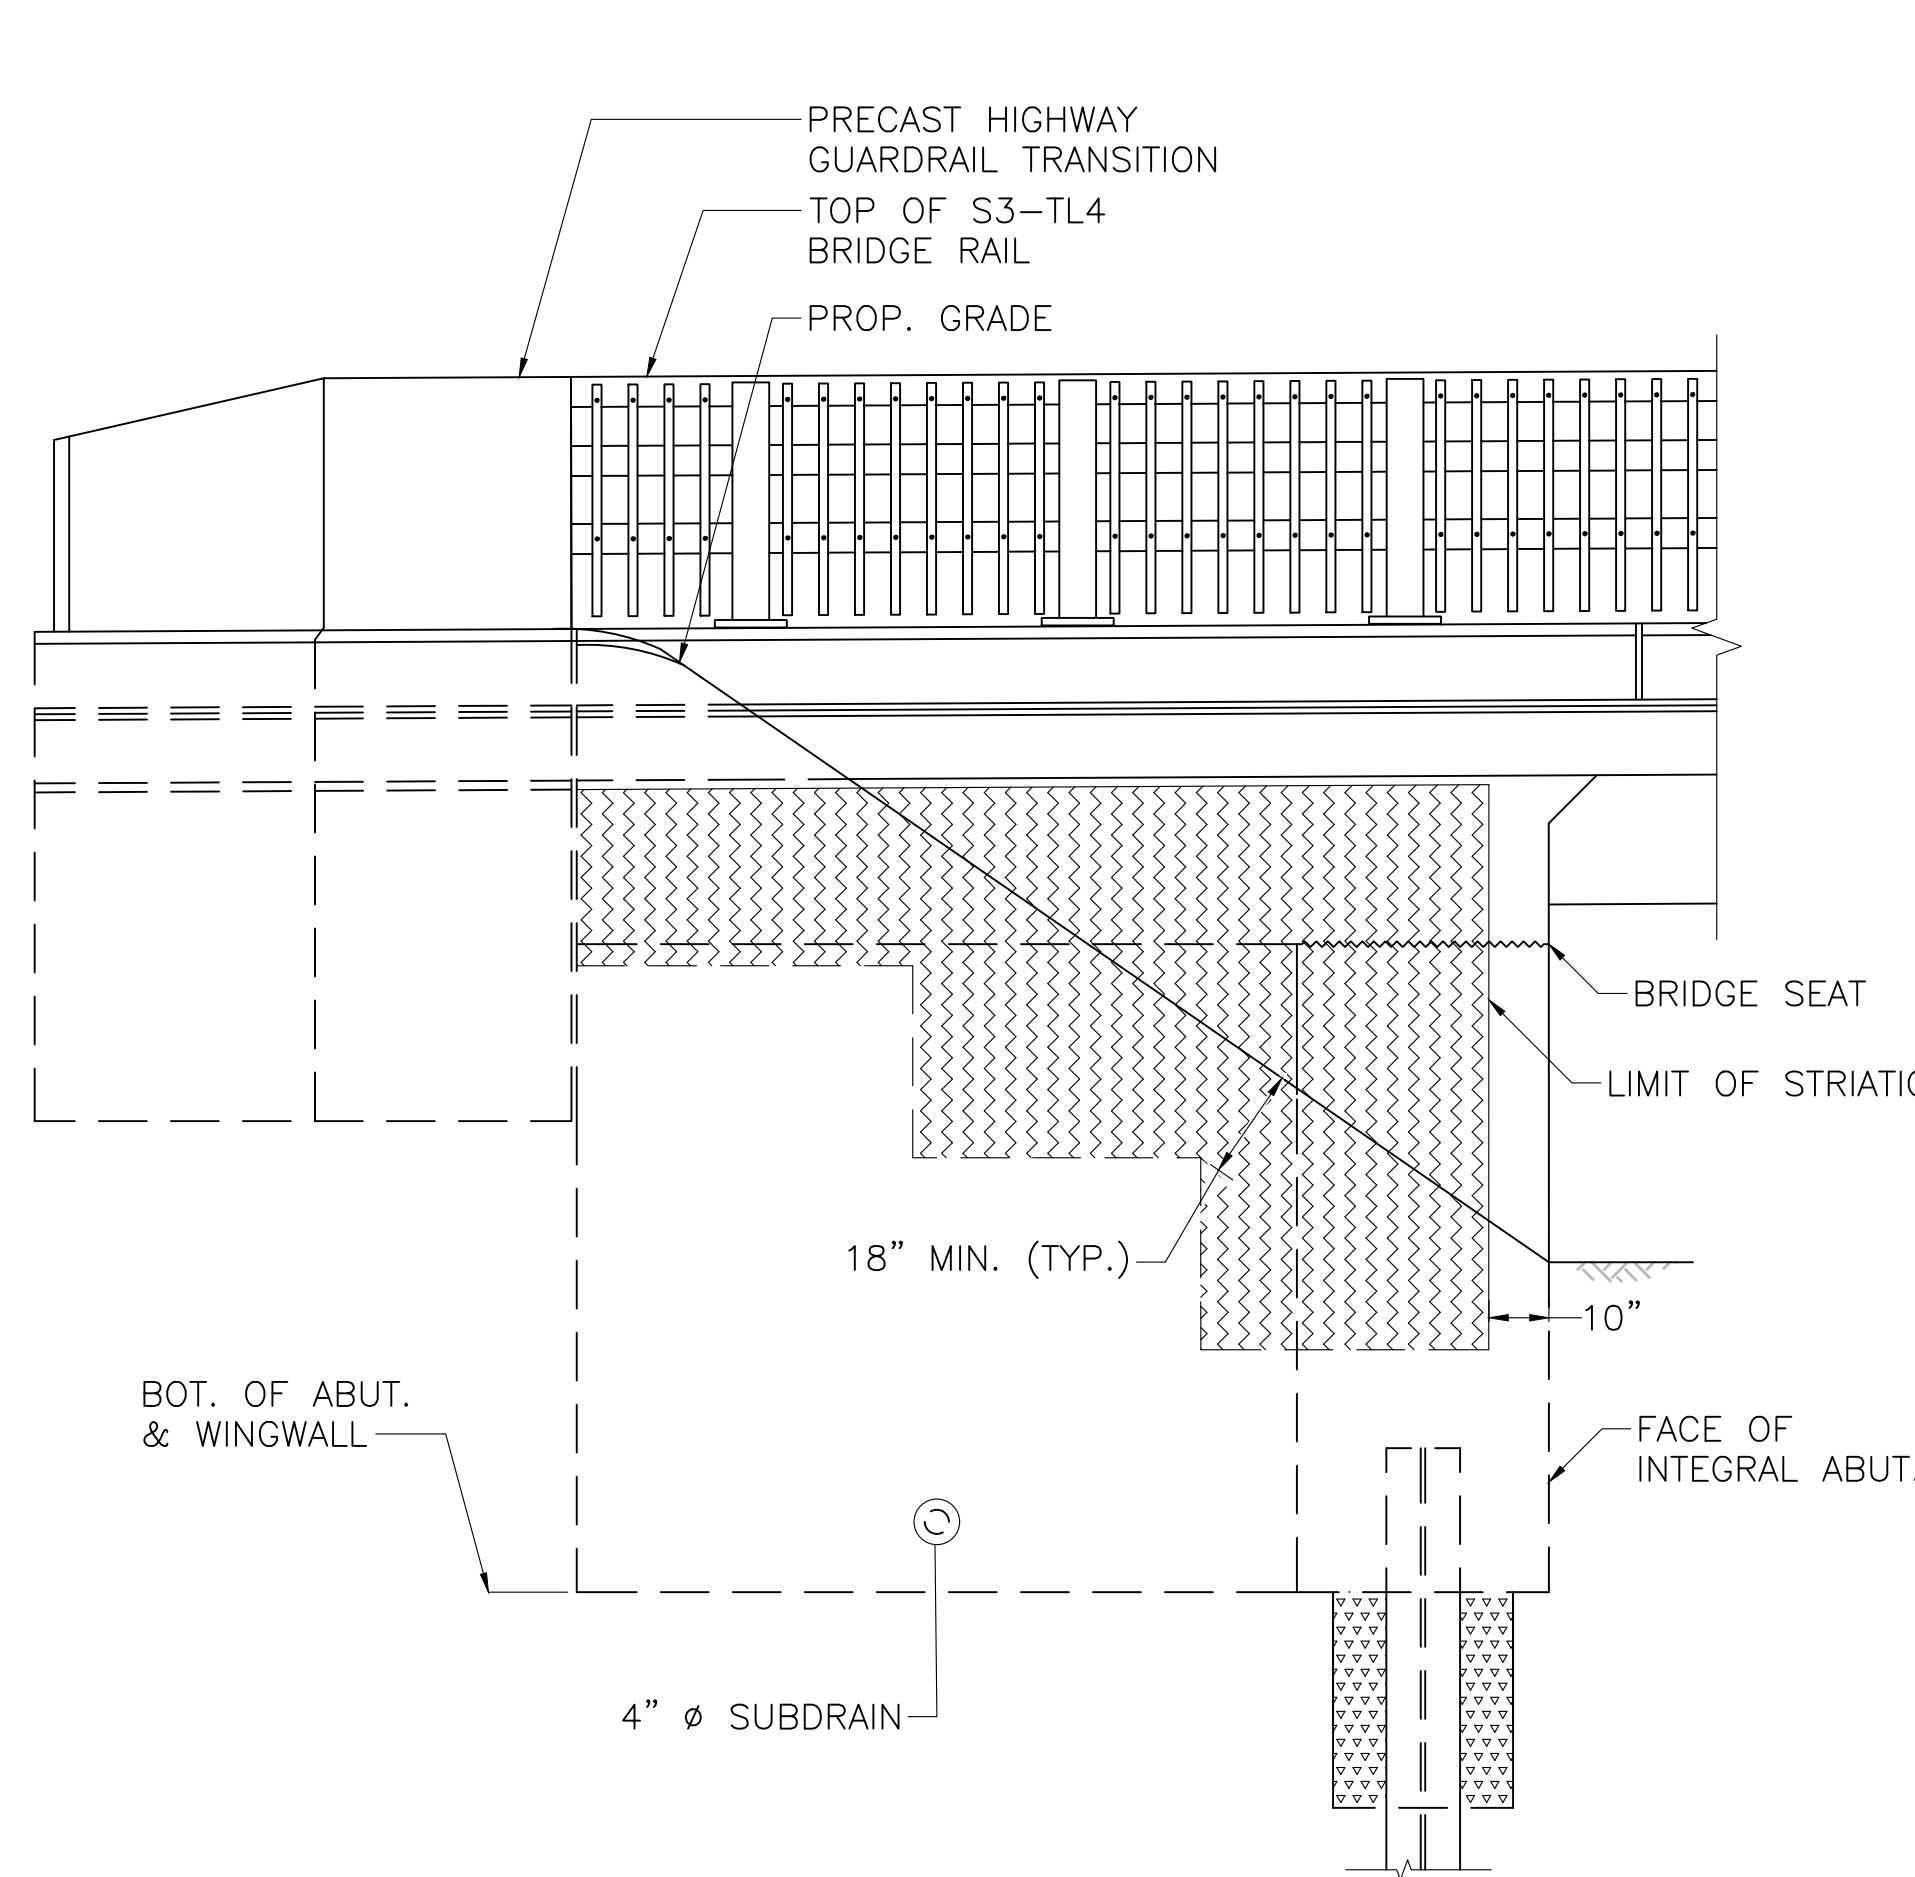 PRECAST HIGHWAY
GUARDRAIL TRANSITION
TOP OF S3-TL4
BRIDGE RAIL
PROP. GRADE
BRIDGE SEAT
LIMIT OF
18" MIN. (TYP.)
10"
BOT. OF ABUT.
& WINGWALL
FACE OF
INTEGRAL ABUT.
4" ø SUBDRAIN